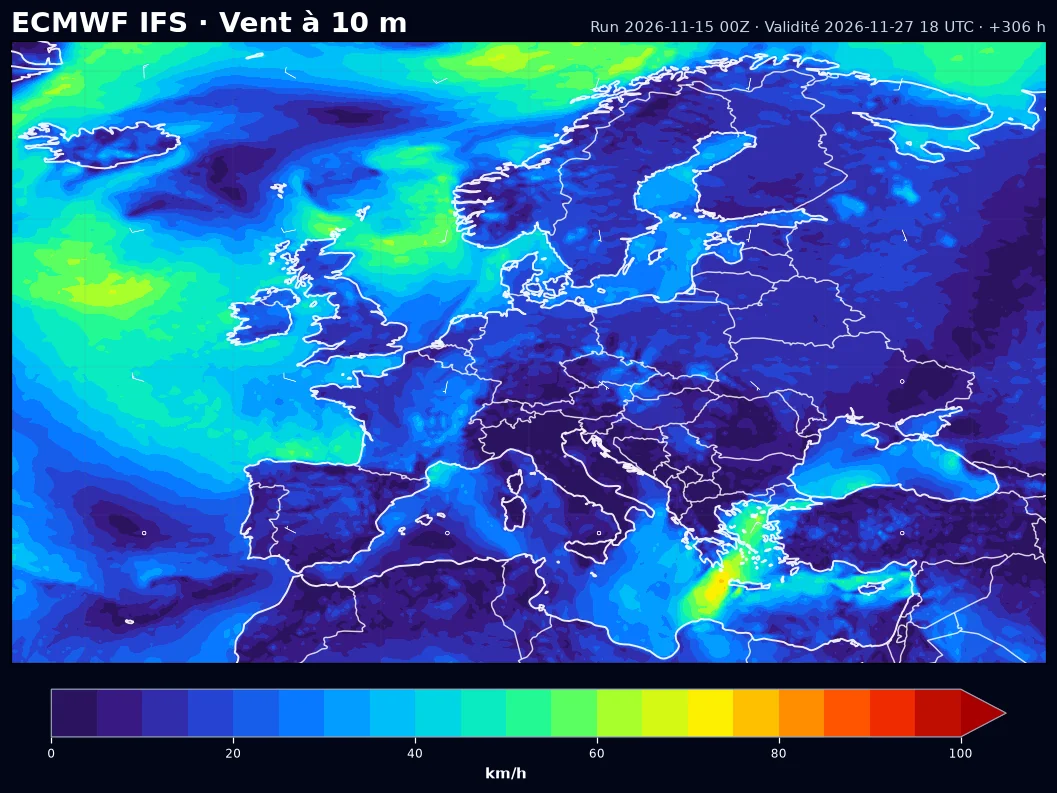 ECMWF IFS · Vent à 10 m
Run 2026-11-15 00Z · Validité 2026-11-27 18 UTC · +306 h
0 20 40 60 80 100
km/h